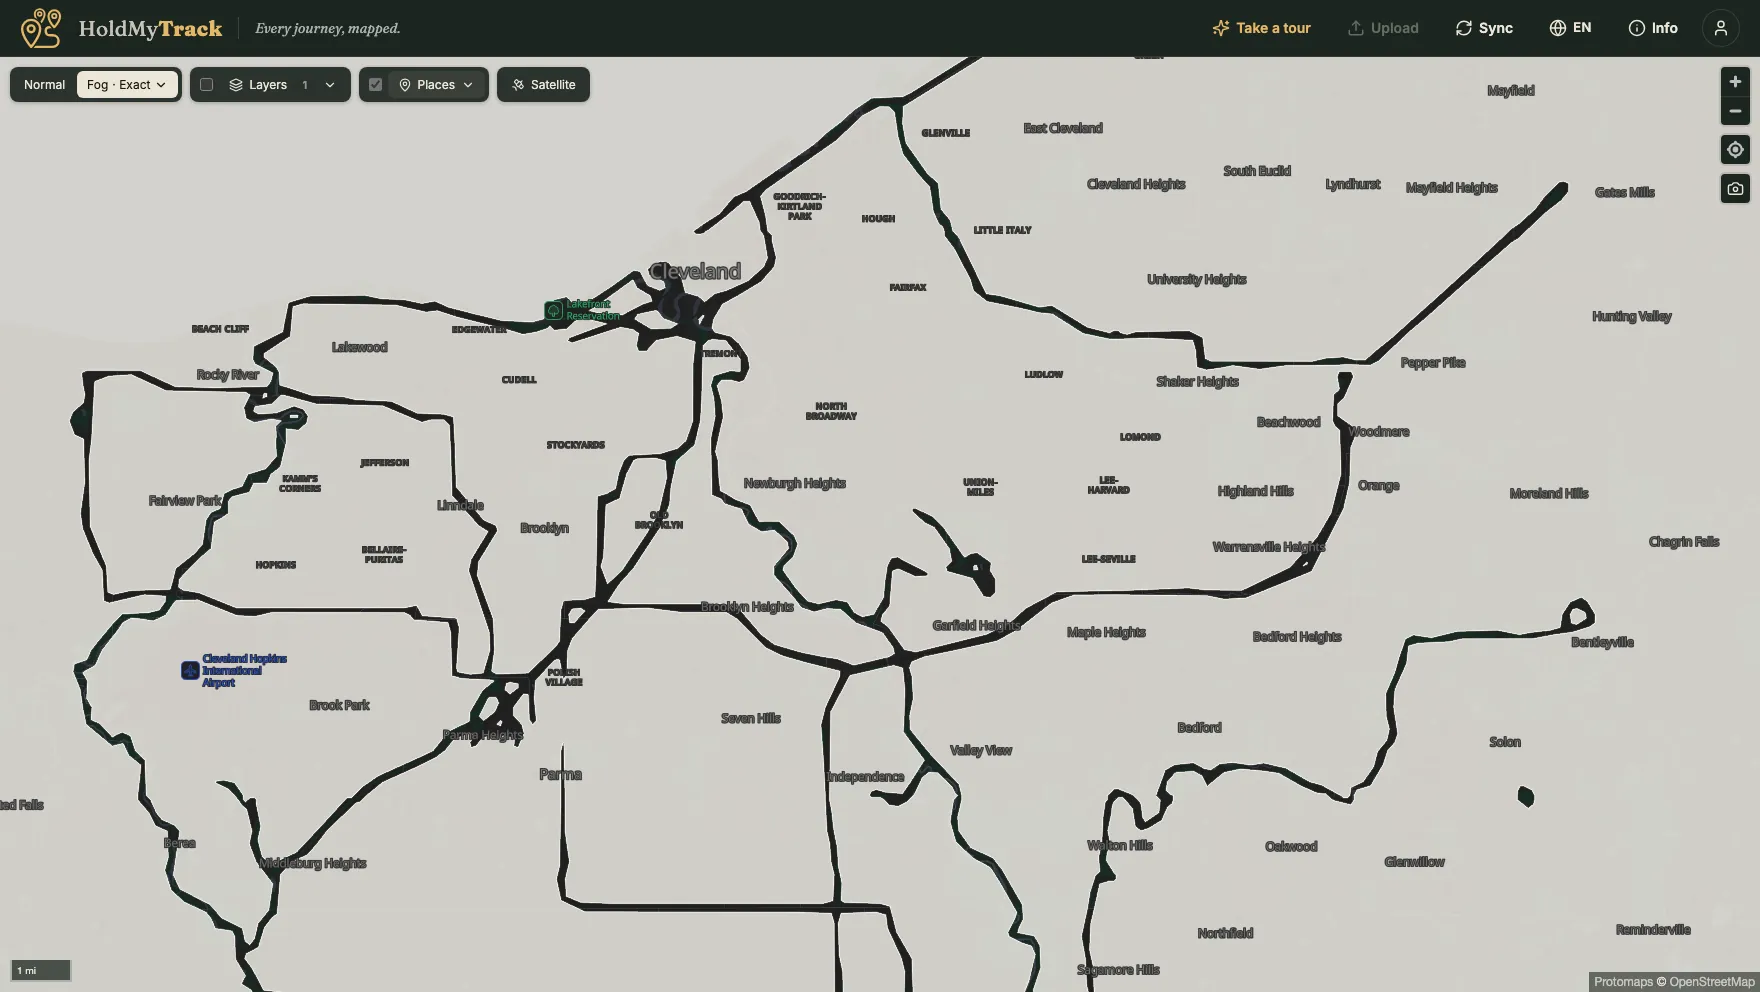 HoldMyTrack
Every journey, mapped.
Take a tour
Upload
Sync
EN
Info
Normal
Fog · Exact
Layers 1
Places
Satellite
Mayfield
GLENVILLE
East Cleveland
South Euclid
Cleveland Heights
Lyndhurst
Mayfield Heights
Gates Mills
GOODRICH-
KIRTLAND
PARK
HOUGH
LITTLE ITALY
Cleveland
University Heights
FAIRFAX
Lakefront
Reservation
Hunting Valley
BEACH CLIFF
EDGEWATER
Lakewood
TREMONT
Pepper Pike
Rocky River
CUDELL
LUDLOW
Shaker Heights
NORTH
BROADWAY
Beachwood
Woodmere
STOCKYARDS
LOMOND
JEFFERSON
KAMM'S
CORNERS
Newburgh Heights
UNION-
MILES
LEE-
HARVARD
Highland Hills
Orange
Moreland Hills
Fairview Park
Linndale
Brooklyn
OLD
BROOKLYN
Chagrin Falls
HOPKINS
BELLAIRE-
PURITAS
LEE-SEVILLE
Warrensville Heights
Brooklyn Heights
Garfield Heights
Maple Heights
Bedford Heights
Bentleyville
Cleveland Hopkins
International
Airport
POLISH
VILLAGE
Brook Park
Seven Hills
Parma Heights
Bedford
Solon
Valley View
Parma
Independence
ted Falls
Berea
Middleburg Heights
Walton Hills
Oakwood
Glenwillow
Northfield
Reminderville
Sagamore Hills
1 mi
Protomaps © OpenStreetMap